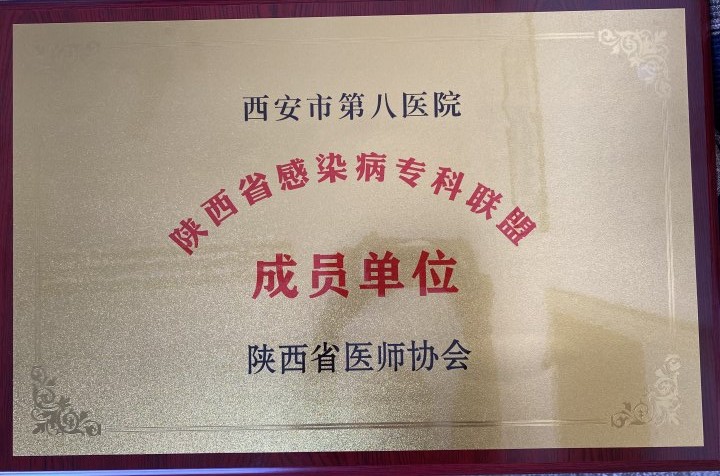 西安市第八医院
陕西省感染病专科联盟
成员单位
陕西省医师协会